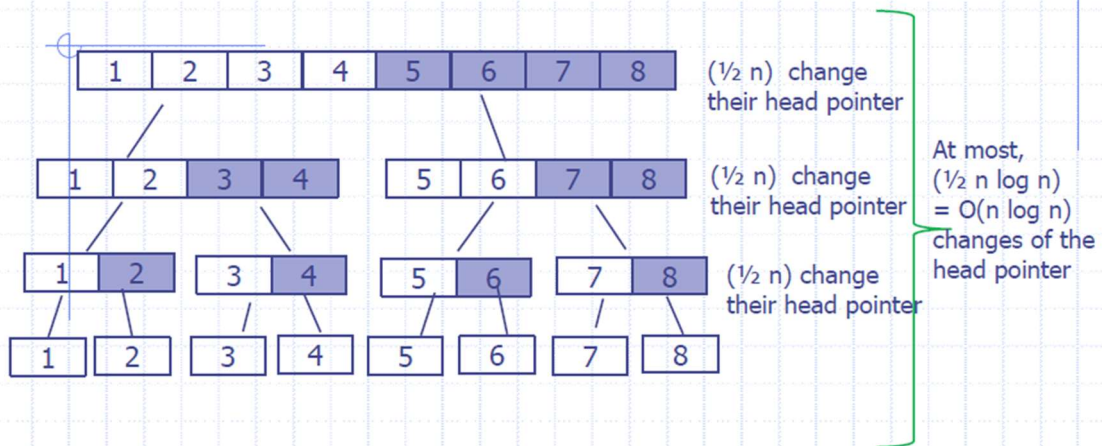 1 2 3 4 5 6 7 8
(½ n) change
their head pointer
1 2 3 4 5 6 7 8
(½ n) change
their head pointer
1 2 3 4 5 6 7 8
(½ n) change
their head pointer
1 2 3 4 5 6 7 8
At most,
(½ n log n)
= O(n log n)
changes of the
head pointer